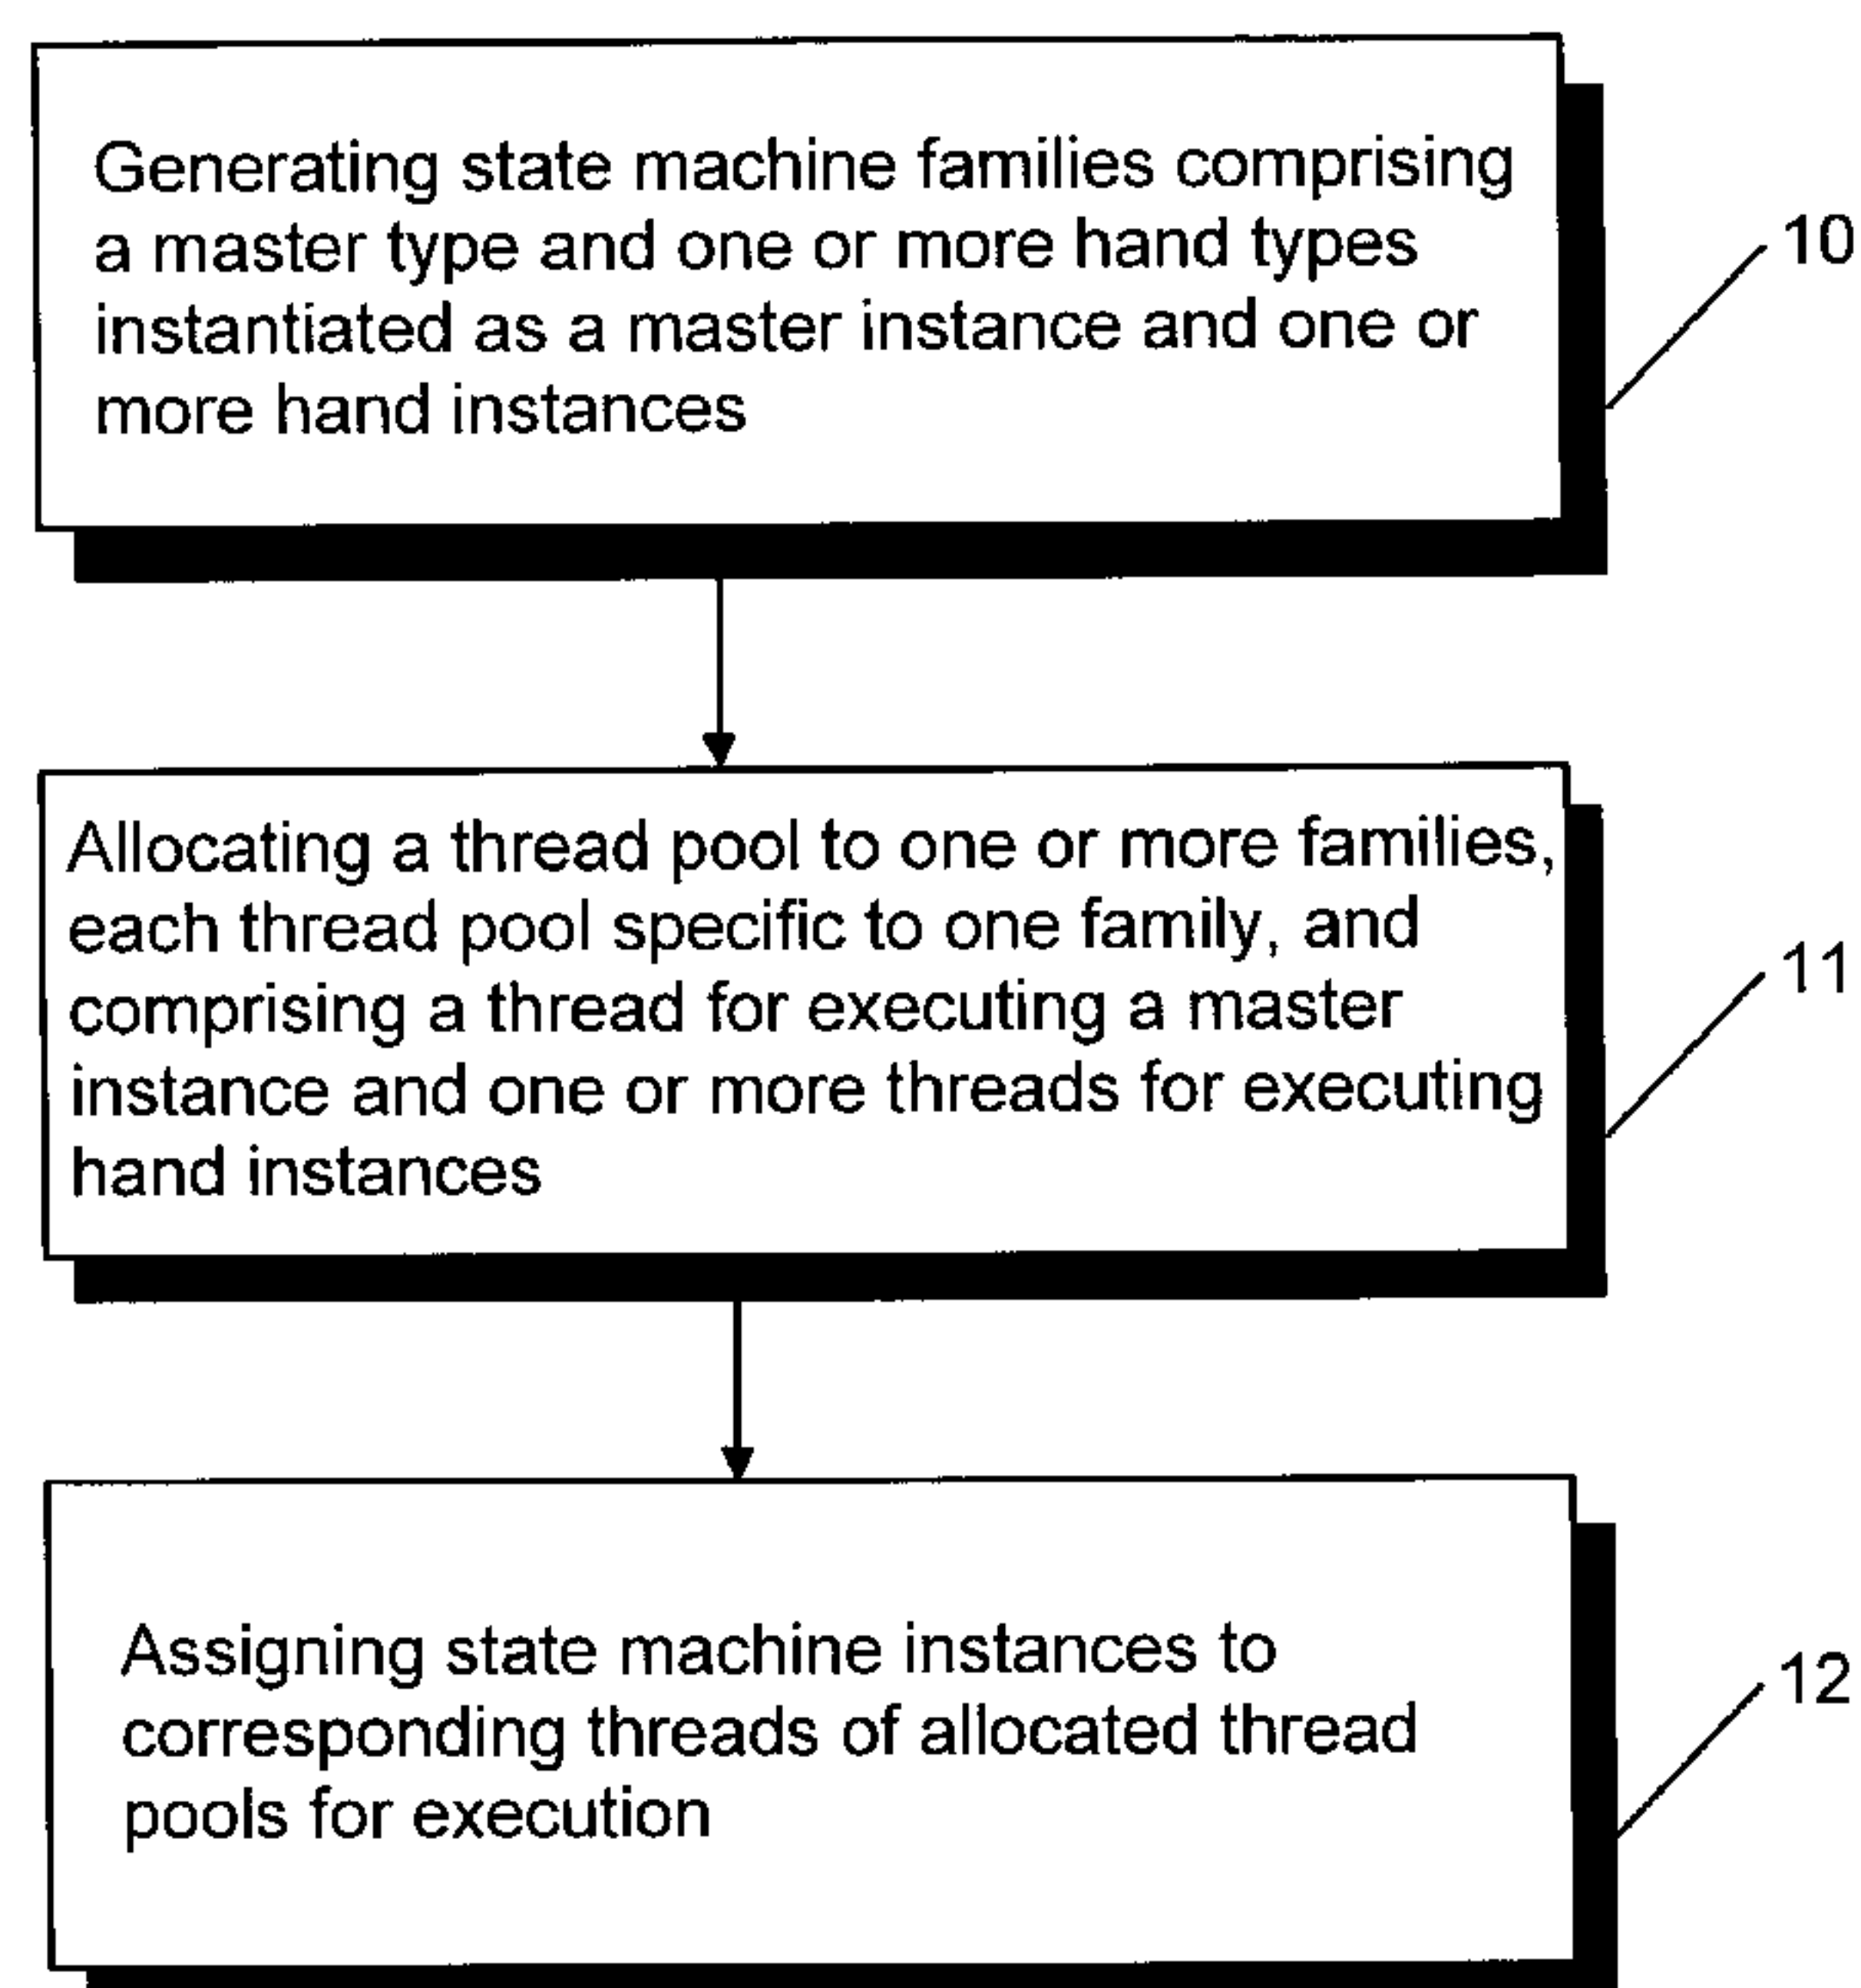 Generating state machine families comprising
a master type and one or more hand types
instantiated as a master instance and one or
more hand instances
10
Allocating a thread pool to one or more families,
each thread pool specific to one family, and
comprising a thread for executing a master
instance and one or more threads for executing
hand instances
11
Assigning state machine instances to
corresponding threads of allocated thread
pools for execution
12